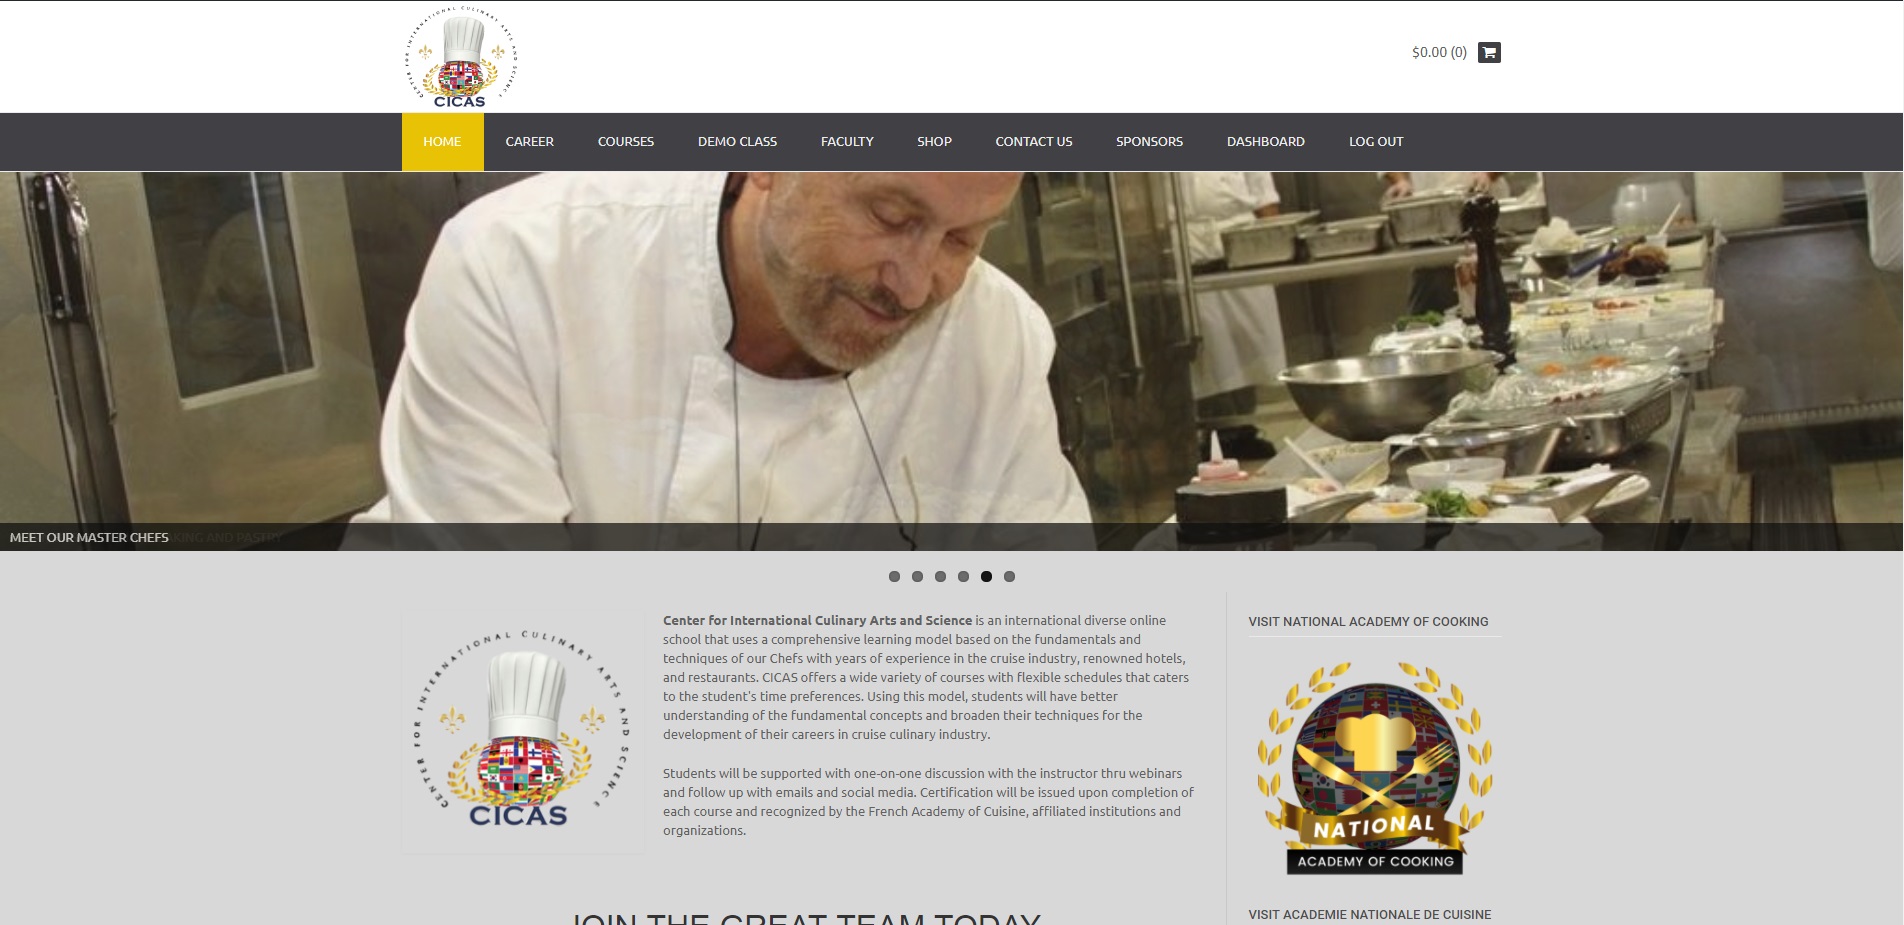 CENTER FOR INTERNATIONAL CULINARY ARTS AND SCIENCE
CICAS
$0.00 (0)
HOME
CAREER
COURSES
DEMO CLASS
FACULTY
SHOP
CONTACT US
SPONSORS
DASHBOARD
LOG OUT
MEET OUR MASTER CHEFS AKING AND PASTRY
CENTER FOR INTERNATIONAL CULINARY ARTS AND SCIENCE
CICAS
Center for International Culinary Arts and Science is an international diverse online
school that uses a comprehensive learning model based on the fundamentals and
techniques of our Chefs with years of experience in the cruise industry, renowned hotels,
and restaurants. CICAS offers a wide variety of courses with flexible schedules that caters
to the student's time preferences. Using this model, students will have better
understanding of the fundamental concepts and broaden their techniques for the
development of their careers in cruise culinary industry.
Students will be supported with one-on-one discussion with the instructor thru webinars
and follow up with emails and social media. Certification will be issued upon completion of
each course and recognized by the French Academy of Cuisine, affiliated institutions and
organizations.
JOIN THE GREAT TEAM TODAY
VISIT NATIONAL ACADEMY OF COOKING
NATIONAL
ACADEMY OF COOKING
VISIT ACADEMIE NATIONALE DE CUISINE